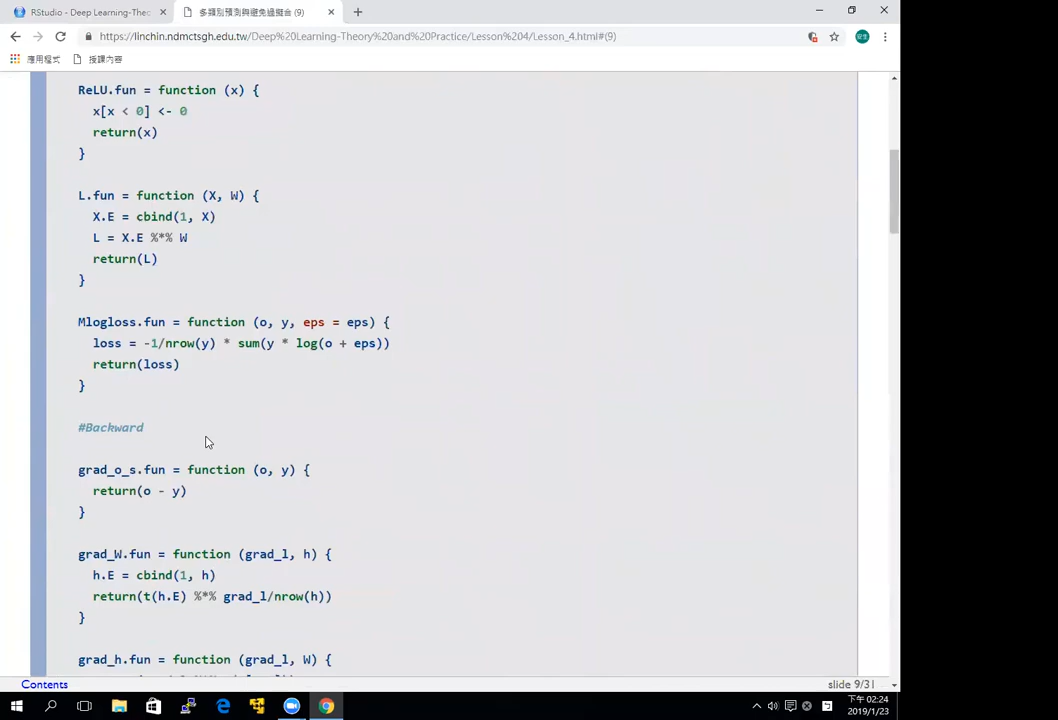 RStudio - Deep Learning-Theo
多類別預測與避免過擬合 (9)
https://linchin.ndmctsgh.edu.tw/Deep%20Learning-Theory%20and%20Practice/Lesson%204/Lesson_4.html#(9)
應用程式
授課內容
ReLU.fun = function (x) {
x[x < 0] <- 0
return(x)
}
L.fun = function (X, W) {
X.E = cbind(1, X)
L = X.E %*% W
return(L)
}
Mlogloss.fun = function (o, y, eps = eps) {
loss = -1/nrow(y) * sum(y * log(o + eps))
return(loss)
}
#Backward
grad_o_s.fun = function (o, y) {
return(o - y)
}
grad_W.fun = function (grad_l, h) {
h.E = cbind(1, h)
return(t(h.E) %*% grad_l/nrow(h))
}
grad_h.fun = function (grad_l, W) {
Contents
slide 9/31
下午 02:24
2019/1/23